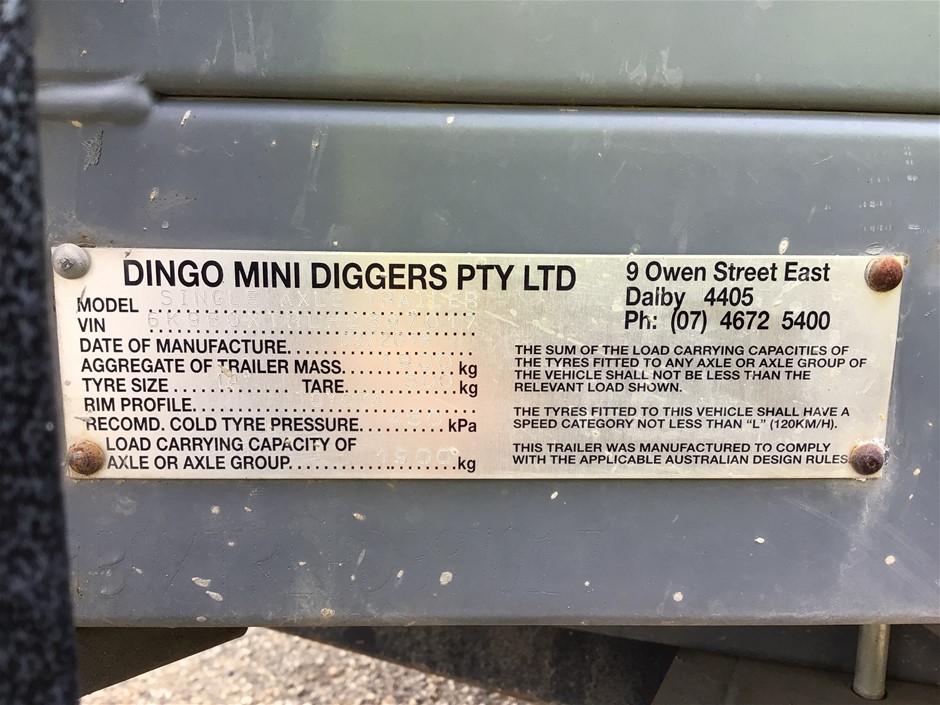 DINGO MINI DIGGERS PTY LTD
MODEL SINGLE AXLE TRAILER
VIN
DATE OF MANUFACTURE
AGGREGATE OF TRAILER MASS kg
TYRE SIZE TARE kg
RIM PROFILE
RECOMD. COLD TYRE PRESSURE kPa
LOAD CARRYING CAPACITY OF
AXLE OR AXLE GROUP 1500 kg
9 Owen Street East
Dalby 4405
Ph: (07) 4672 5400
THE SUM OF THE LOAD CARRYING CAPACITIES OF
THE TYRES FITTED TO ANY AXLE OR AXLE GROUP OF
THE VEHICLE SHALL NOT BE LESS THAN THE
RELEVANT LOAD SHOWN.
THE TYRES FITTED TO THIS VEHICLE SHALL HAVE A
SPEED CATEGORY NOT LESS THAN “L” (120KM/H).
THIS TRAILER WAS MANUFACTURED TO COMPLY
WITH THE APPLICABLE AUSTRALIAN DESIGN RULES